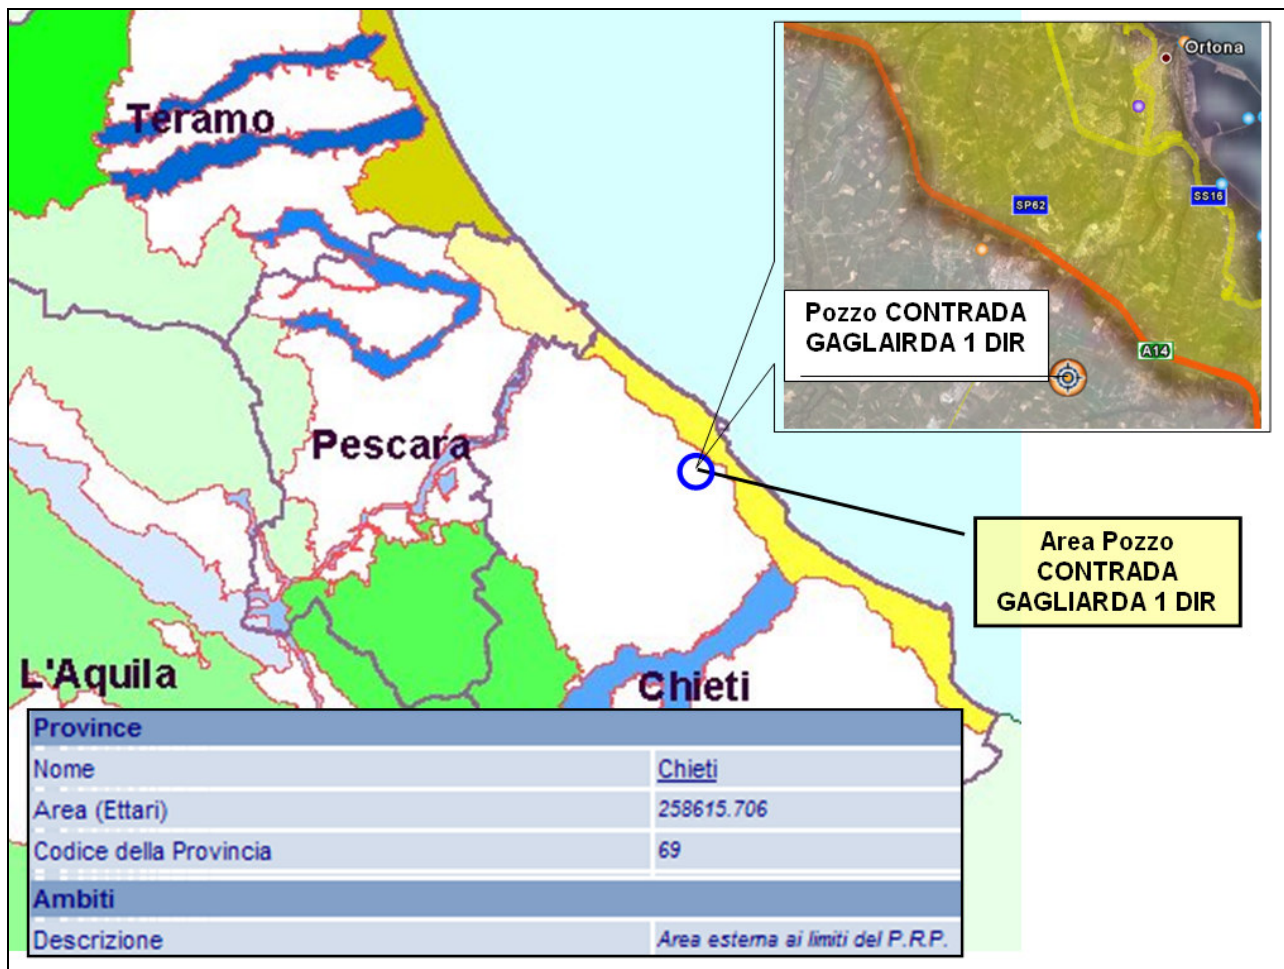 Teramo
Pescara
L'Aquila
Chieti
Ortona
SP62
SS16
A14
Pozzo CONTRADA
GAGLAIRDA 1 DIR
Area Pozzo
CONTRADA
GAGLIARDA 1 DIR
Province
Nome Chieti
Area (Ettari) 258615.706
Codice della Provincia 69
Ambiti
Descrizione Area esterna ai limiti del P.R.P.